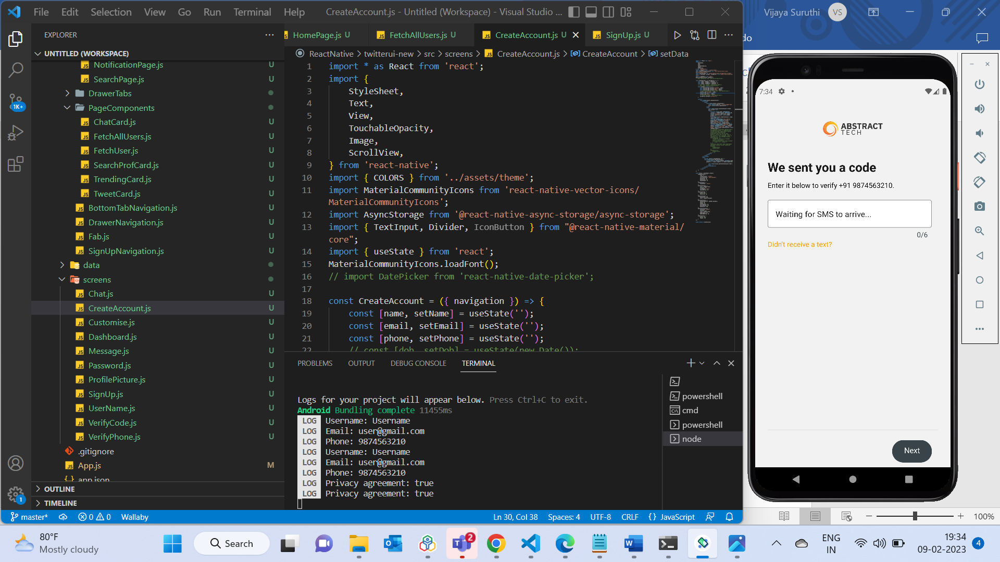 File Edit Selection View Go Run Terminal Help
CreateAccount.js - Untitled (Workspace) - Visual Studio ...
Vijaya Suruthi VS
EXPLORER
UNTITLED (WORKSPACE)
NotificationPage.js U
SearchPage.js U
DrawerTabs
PageComponents
ChatCard.js U
FetchAllUsers.js U
FetchUser.js U
SearchProfCard.js U
TrendingCard.js U
TweetCard.js U
BottomTabNavigation.js U
DrawerNavigation.js U
Fab.js U
SignUpNavigation.js U
data
screens
Chat.js U
CreateAccount.js U
Customise.js U
Dashboard.js U
Message.js U
Password.js U
ProfilePicture.js U
SignUp.js U
UserName.js U
VerifyCode.js U
VerifyPhone.js U
.gitignore
App.js M
app.json
OUTLINE
TIMELINE
1K+
1
HomePage.js U
FetchAllUsers.js U
CreateAccount.js U
SignUp.js U
do
ReactNative > twitterui-new > src > screens > CreateAccount.js > CreateAccount > setData
1 import * as React from 'react';
2 import {
3 StyleSheet,
4 Text,
5 View,
6 TouchableOpacity,
7 Image,
8 ScrollView,
9 } from 'react-native';
10 import { COLORS } from '../assets/theme';
11 import MaterialCommunityIcons from 'react-native-vector-icons/
MaterialCommunityIcons';
12 import AsyncStorage from '@react-native-async-storage/async-storage';
13 import { TextInput, Divider, IconButton } from "@react-native-material/
core";
14 import { useState } from 'react';
15 MaterialCommunityIcons.loadFont();
16 // import DatePicker from 'react-native-date-picker';
17
18 const CreateAccount = ({ navigation }) => {
19 const [name, setName] = useState('');
20 const [email, setEmail] = useState('');
21 const [phone, setPhone] = useState('');
22 // const [dob, setDob] = useState(new Date());
PROBLEMS OUTPUT DEBUG CONSOLE TERMINAL
Logs for your project will appear below. Press Ctrl+C to exit.
Android Bundling complete 11455ms
LOG Username: Username
LOG Email: user@gmail.com
LOG Phone: 9874563210
LOG Username: Username
LOG Email: user@gmail.com
LOG Phone: 9874563210
LOG Privacy agreement: true
LOG Privacy agreement: true
powershell
cmd
powershell
node
master* 0 0 Wallaby
Ln 30, Col 38 Spaces: 4 UTF-8 CRLF {} JavaScript
7:34
ABSTRACT
TECH
We sent you a code
Enter it below to verify +91 9874563210.
Waiting for SMS to arrive...
0/6
Didn't receive a text?
Next
100%
80°F
Mostly cloudy
Search
2
ENG
IN
19:34
09-02-2023
4